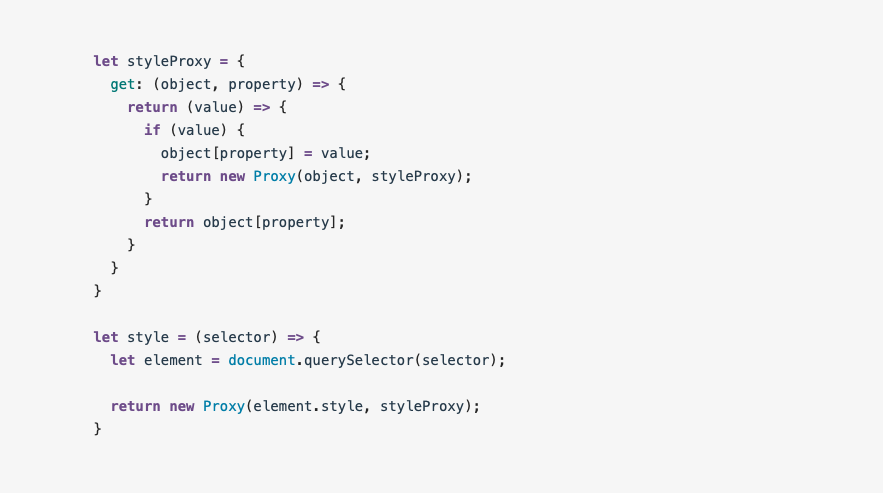 let styleProxy = {
  get: (object, property) => {
    return (value) => {
      if (value) {
        object[property] = value;
        return new Proxy(object, styleProxy);
      }
      return object[property];
    }
  }
}

let style = (selector) => {
  let element = document.querySelector(selector);

  return new Proxy(element.style, styleProxy);
}